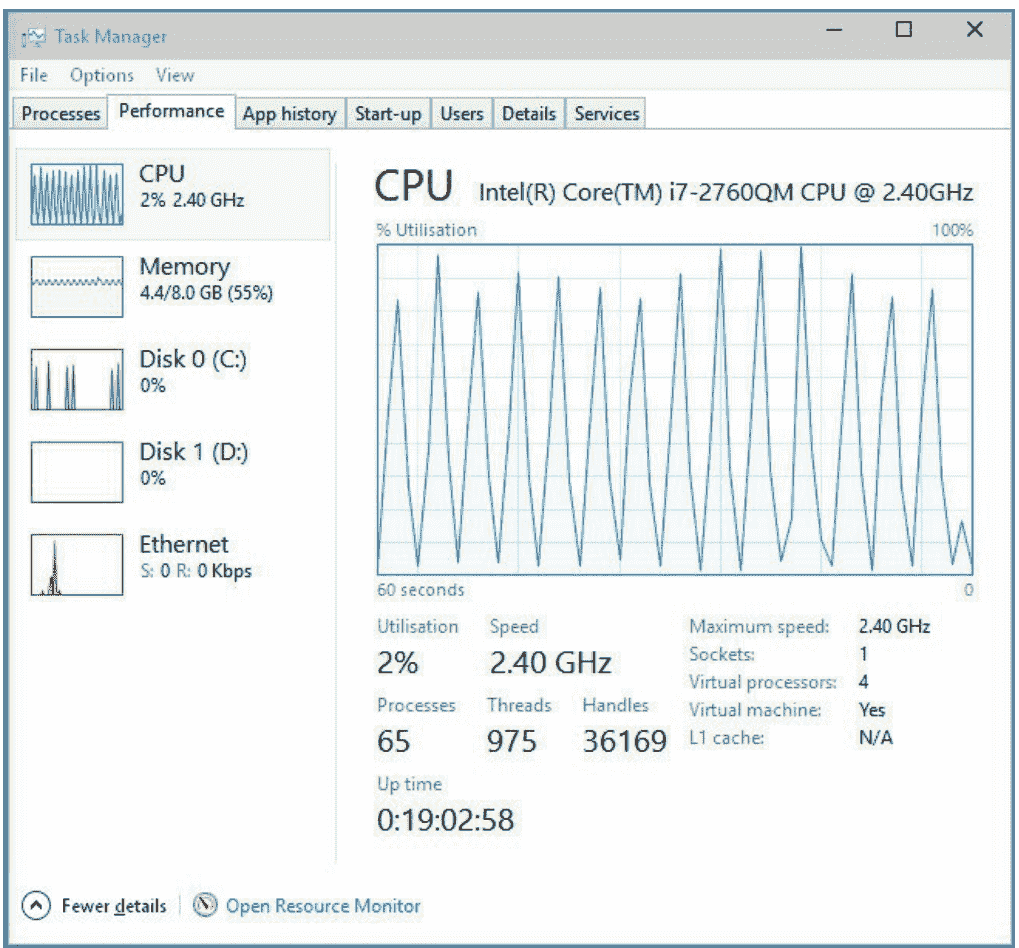 Task Manager
File Options View
Processes Performance App history Start-up Users Details Services
CPU
2% 2.40 GHz
Memory
4.4/8.0 GB (55%)
Disk 0 (C:)
0%
Disk 1 (D:)
0%
Ethernet
S: 0 R: 0 Kbps
CPU Intel(R) Core(TM) i7-2760QM CPU @ 2.40GHz
% Utilisation 100%
60 seconds 0
Utilisation Speed
2% 2.40 GHz
Processes Threads Handles
65 975 36169
Up time
0:19:02:58
Maximum speed: 2.40 GHz
Sockets: 1
Virtual processors: 4
Virtual machine: Yes
L1 cache: N/A
Fewer details Open Resource Monitor